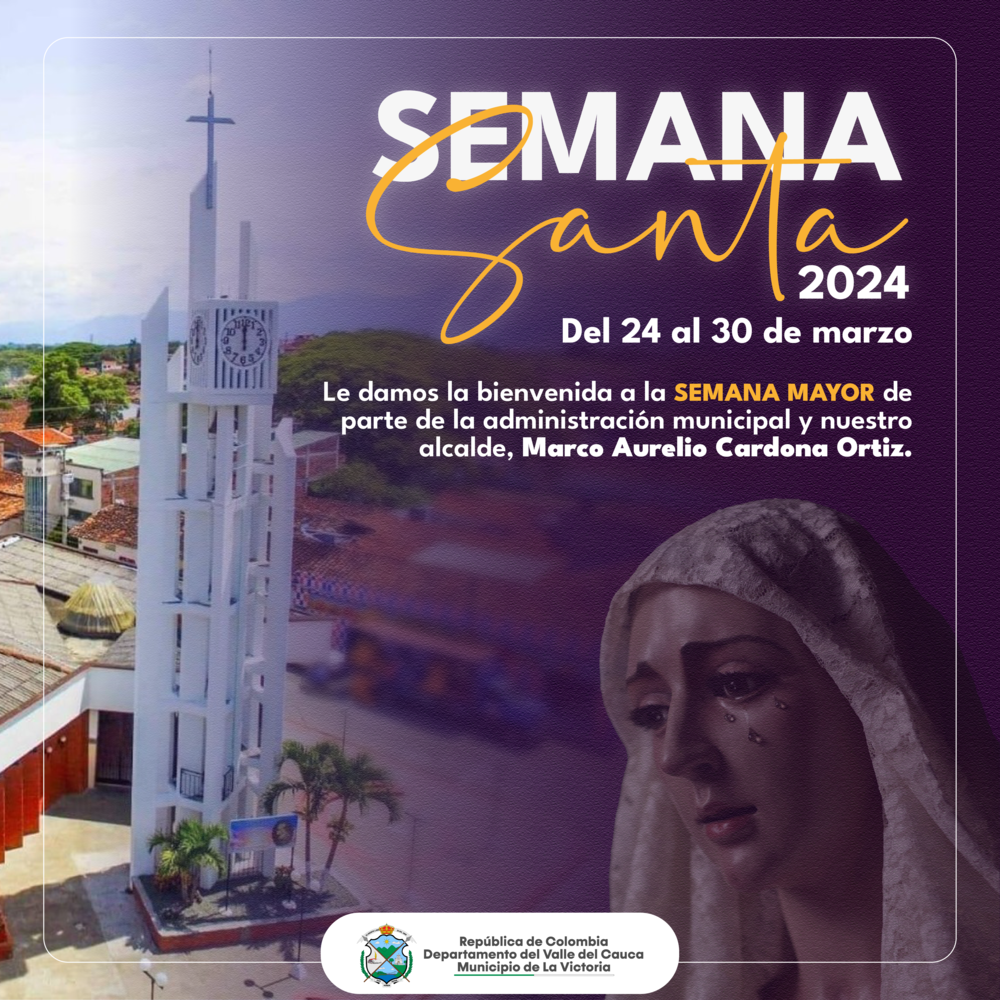 SEMANA
Santa
2024
Del 24 al 30 de marzo
Le damos la bienvenida a la SEMANA MAYOR de
parte de la administración municipal y nuestro
alcalde, Marco Aurelio Cardona Ortiz.
República de Colombia
Departamento del Valle del Cauca
Municipio de La Victoria